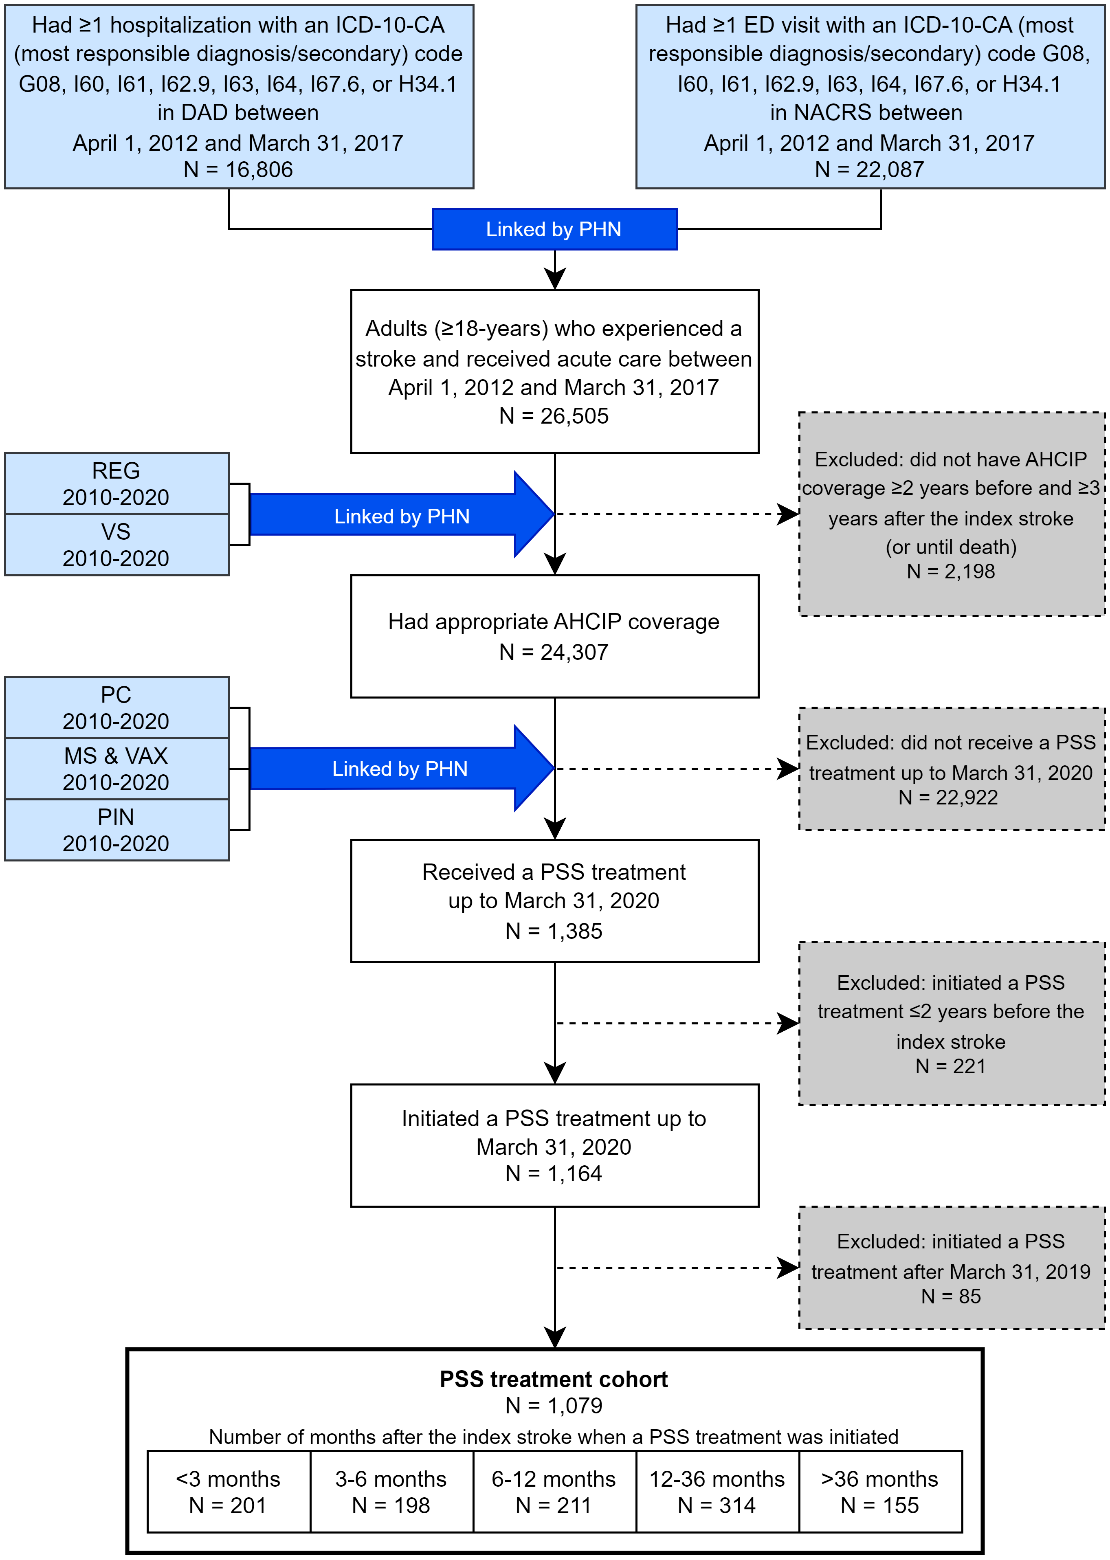 Had ≥1 hospitalization with an ICD-10-CA
(most responsible diagnosis/secondary) code
G08, I60, I61, I62.9, I63, I64, I67.6, or H34.1
in DAD between
April 1, 2012 and March 31, 2017
N = 16,806
Had ≥1 ED visit with an ICD-10-CA (most
responsible diagnosis/secondary) code G08,
I60, I61, I62.9, I63, I64, I67.6, or H34.1
in NACRS between
April 1, 2012 and March 31, 2017
N = 22,087
Linked by PHN
Adults (≥18-years) who experienced a
stroke and received acute care between
April 1, 2012 and March 31, 2017
N = 26,505
REG
2010-2020
VS
2010-2020
Linked by PHN
Excluded: did not have AHCIP
coverage ≥2 years before and ≥3
years after the index stroke
(or until death)
N = 2,198
Had appropriate AHCIP coverage
N = 24,307
PC
2010-2020
MS & VAX
2010-2020
PIN
2010-2020
Linked by PHN
Excluded: did not receive a PSS
treatment up to March 31, 2020
N = 22,922
Received a PSS treatment
up to March 31, 2020
N = 1,385
Excluded: initiated a PSS
treatment ≤2 years before the
index stroke
N = 221
Initiated a PSS treatment up to
March 31, 2020
N = 1,164
Excluded: initiated a PSS
treatment after March 31, 2019
N = 85
PSS treatment cohort
N = 1,079
Number of months after the index stroke when a PSS treatment was initiated
<3 months
N = 201
3-6 months
N = 198
6-12 months
N = 211
12-36 months
N = 314
>36 months
N = 155